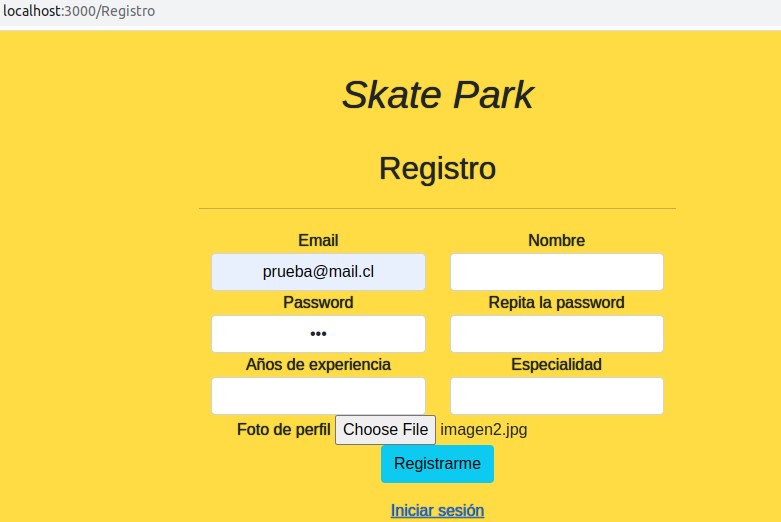 localhost:3000/Registro
Skate Park
Registro
Email Nombre
prueba@mail.cl
Password Repita la password
•••
Años de experiencia Especialidad
Foto de perfil Choose File imagen2.jpg
Registrarme
Iniciar sesión